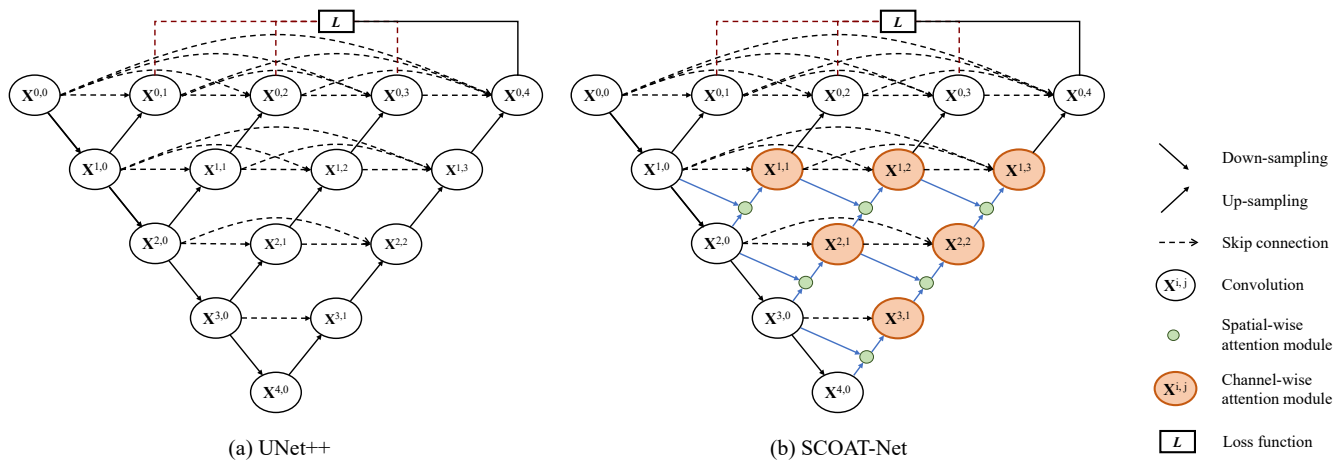 L
L
X0,0 X0,1 X0,2 X0,3 X0,4
X0,0 X0,1 X0,2 X0,3 X0,4
X1,0 X1,1 X1,2 X1,3
X1,0 X1,1 X1,2 X1,3
Down-sampling
Up-sampling
X2,0 X2,1 X2,2
X2,0 X2,1 X2,2
Skip connection
Xi, j Convolution
X3,0 X3,1
X3,0 X3,1
Spatial-wise
attention module
X4,0
X4,0
Xi, j Channel-wise
attention module
L Loss function
(a) UNet++
(b) SCOAT-Net